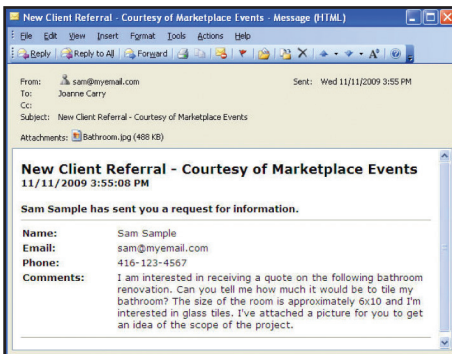 New Client Referral - Courtesy of Marketplace Events - Message (HTML)
File Edit View Insert Format Tools Actions Help
Reply Reply to All Forward
From: sam@myemail.com Sent: Wed 11/11/2009 3:55 PM
To: Joanne Carry
Cc:
Subject: New Client Referral - Courtesy of Marketplace Events
Attachments: Bathroom.jpg (488 KB)
New Client Referral - Courtesy of Marketplace Events
11/11/2009 3:55:08 PM
Sam Sample has sent you a request for information.
Name: Sam Sample
Email: sam@myemail.com
Phone: 416-123-4567
Comments: I am interested in receiving a quote on the following bathroom
renovation. Can you tell me how much it would be to tile my
bathroom? The size of the room is approximately 6x10 and I'm
interested in glass tiles. I've attached a picture for you to get
an idea of the scope of the project.